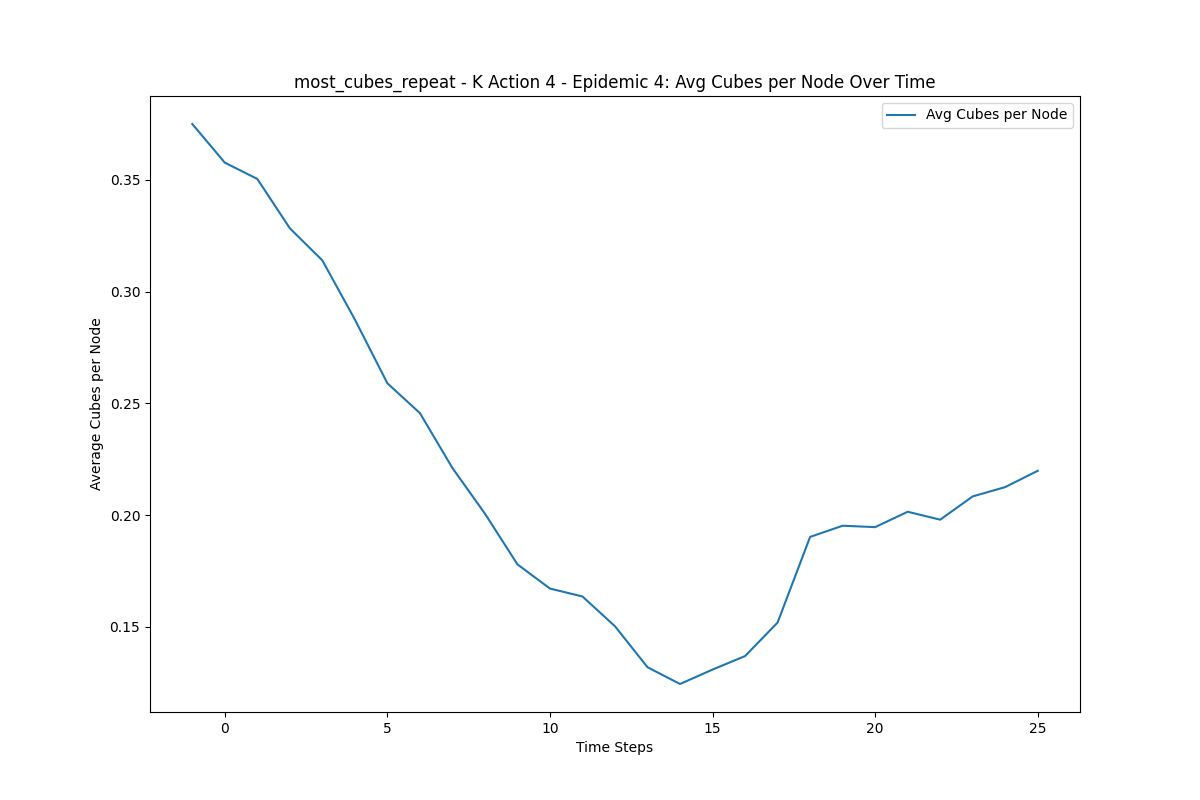 most_cubes_repeat - K Action 4 - Epidemic 4: Avg Cubes per Node Over Time
Avg Cubes per Node
0.35
0.30
0.25
0.20
0.15
Average Cubes per Node
0 5 10 15 20 25
Time Steps